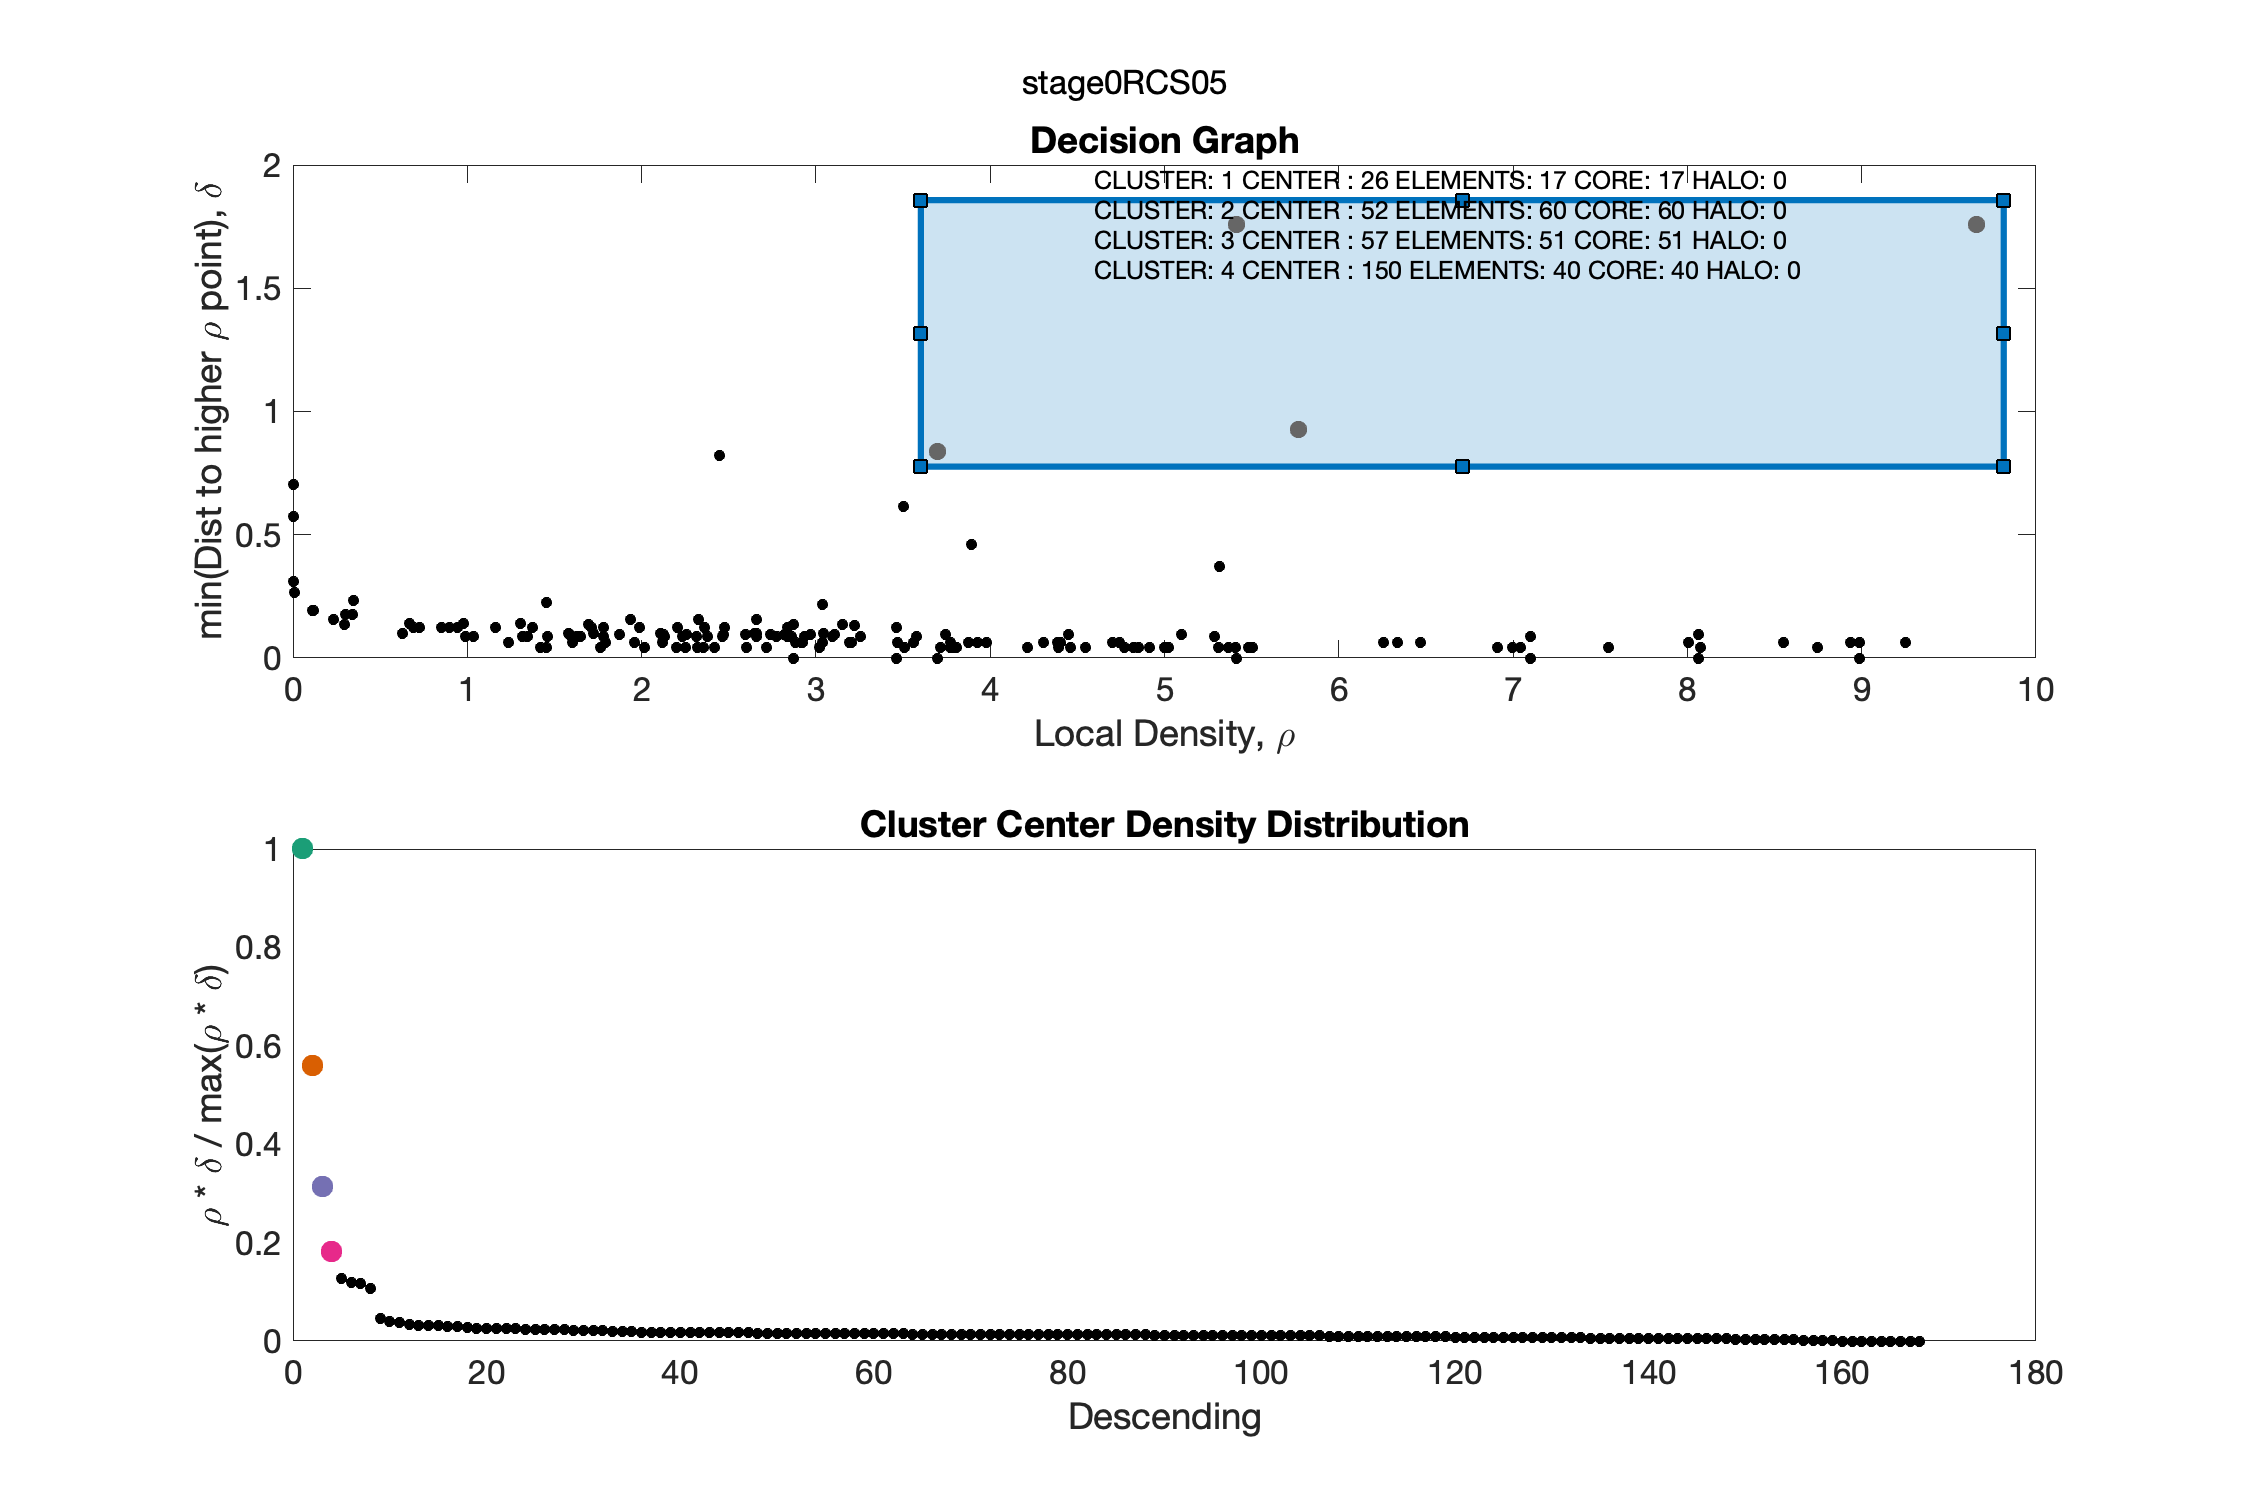 stage0RCS05
Decision Graph
CLUSTER: 1 CENTER : 26 ELEMENTS: 17 CORE: 17 HALO: 0
CLUSTER: 2 CENTER : 52 ELEMENTS: 60 CORE: 60 HALO: 0
CLUSTER: 3 CENTER : 57 ELEMENTS: 51 CORE: 51 HALO: 0
CLUSTER: 4 CENTER : 150 ELEMENTS: 40 CORE: 40 HALO: 0
min(Dist to higher ρ point), δ
2
1.5
1
0.5
0
0 1 2 3 4 5 6 7 8 9 10
Local Density, ρ
Cluster Center Density Distribution
ρ * δ / max(ρ * δ)
1
0.8
0.6
0.4
0.2
0
0 20 40 60 80 100 120 140 160 180
Descending